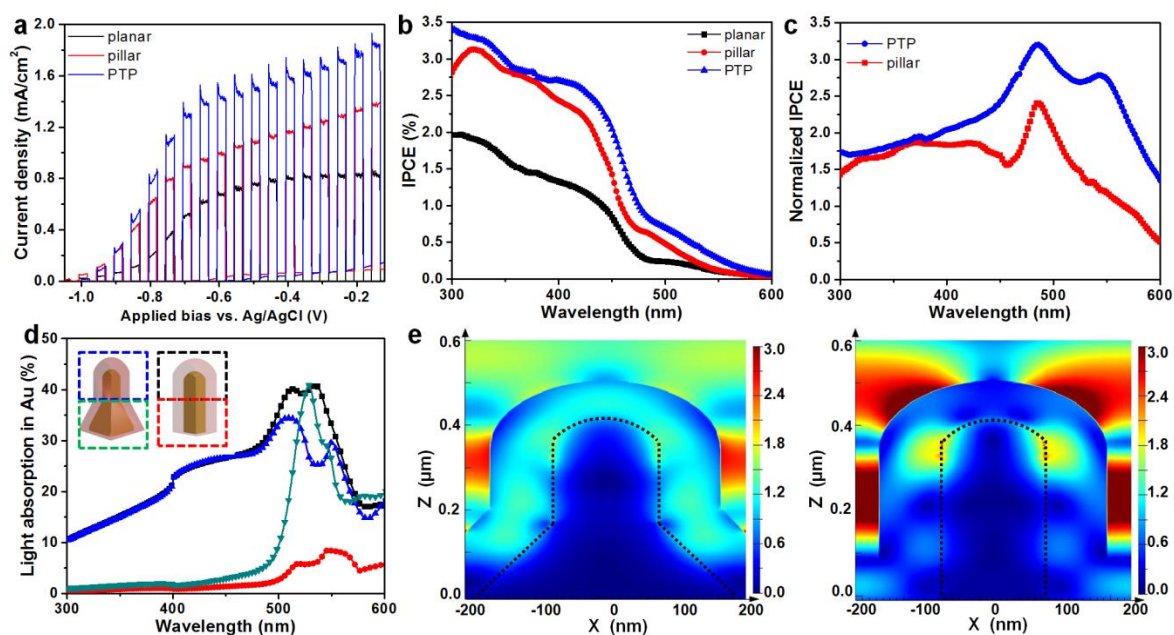 a
planar
pillar
PTP
Current density (mA/cm²)
2.0
1.6
1.2
0.8
0.4
0.0
-1.0 -0.8 -0.6 -0.4 -0.2
Applied bias vs. Ag/AgCl (V)
b
planar
pillar
PTP
IPCE (%)
3.5
3.0
2.5
2.0
1.5
1.0
0.5
0.0
300 400 500 600
Wavelength (nm)
c
PTP
pillar
Normalized IPCE
3.5
3.0
2.5
2.0
1.5
1.0
0.5
0.0
300 400 500 600
Wavelength (nm)
d
Light absorption in Au (%)
50
40
30
20
10
0
300 400 500 600
Wavelength (nm)
e
Z (μm)
0.6
0.4
0.2
0.0
-200 -100 0 100 200
X (nm)
3.0
2.4
1.8
1.2
0.6
0.0
Z (μm)
0.6
0.4
0.2
0.0
-200 -100 0 100 200
X (nm)
3.0
2.4
1.8
1.2
0.6
0.0